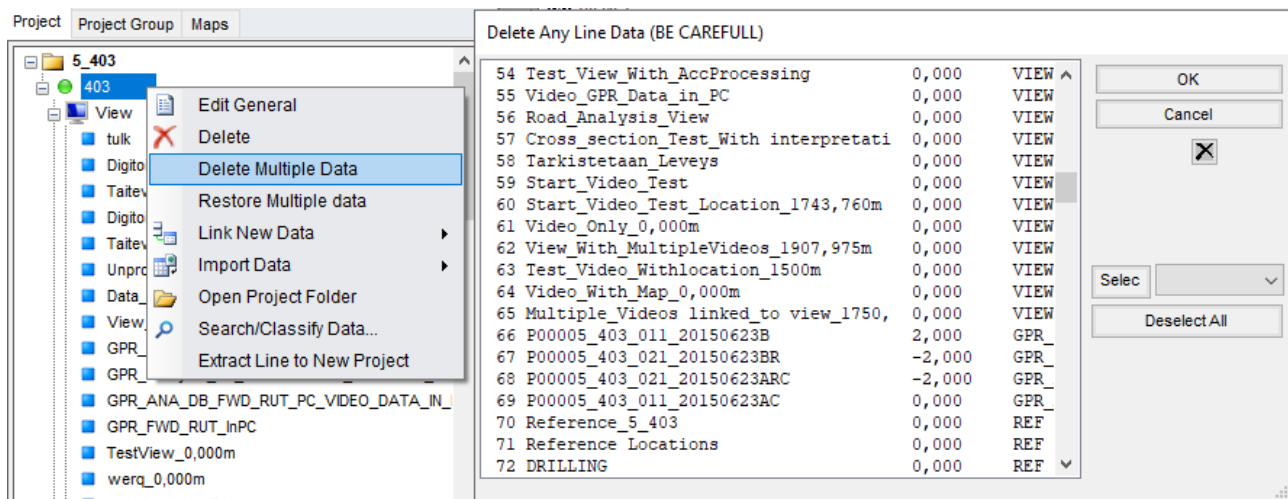 Project Project Group Maps
5_403
403
View
tulk
Digito
Taitev
Digito
Taitev
Unpro
Data_
View_
GPR_
GPR_
GPR_ANA_DB_FWD_RUT_PC_VIDEO_DATA_IN_
GPR_FWD_RUT_InPC
TestView_0,000m
werq_0,000m
Edit General
Delete
Delete Multiple Data
Restore Multiple data
Link New Data
Import Data
Open Project Folder
Search/Classify Data...
Extract Line to New Project
Delete Any Line Data (BE CAREFULL)
54 Test_View_With_AccProcessing 0,000 VIEW
55 Video_GPR_Data_in_PC 0,000 VIEW
56 Road_Analysis_View 0,000 VIEW
57 Cross_section_Test_With interpretati 0,000 VIEW
58 Tarkistetaan_Leveys 0,000 VIEW
59 Start_Video_Test 0,000 VIEW
60 Start_Video_Test_Location_1743,760m 0,000 VIEW
61 Video_Only_0,000m 0,000 VIEW
62 View_With_MultipleVideos_1907,975m 0,000 VIEW
63 Test_Video_Withlocation_1500m 0,000 VIEW
64 Video_With_Map_0,000m 0,000 VIEW
65 Multiple_Videos linked_to view_1750, 0,000 VIEW
66 P00005_403_011_20150623B 2,000 GPR_
67 P00005_403_021_20150623BR -2,000 GPR_
68 P00005_403_021_20150623ARC -2,000 GPR_
69 P00005_403_011_20150623AC 0,000 GPR_
70 Reference_5_403 0,000 REF
71 Reference Locations 0,000 REF
72 DRILLING 0,000 REF
OK
Cancel
Selec
Deselect All